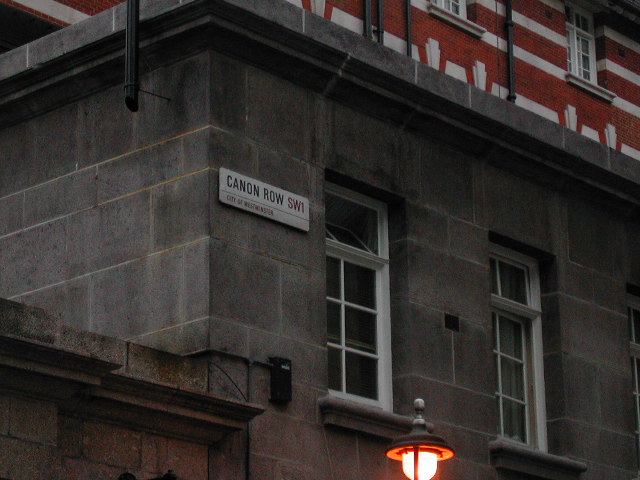 CANON ROW SW1
CITY OF WESTMINSTER